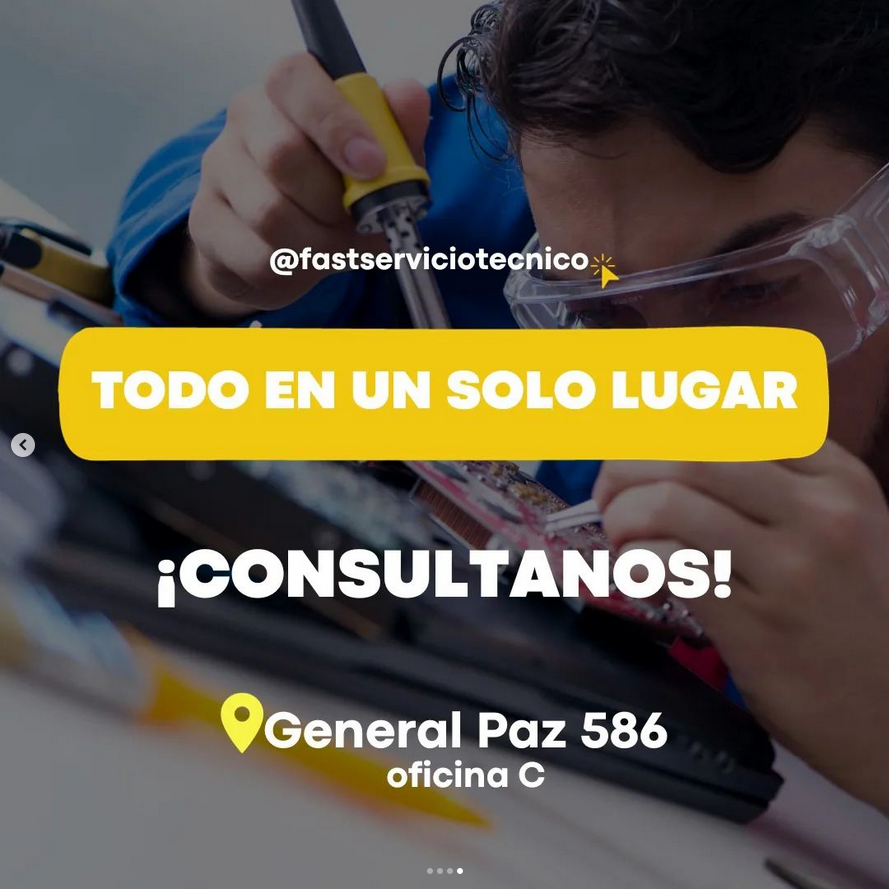 @fastserviciotecnico
TODO EN UN SOLO LUGAR
¡CONSULTANOS!
General Paz 586
oficina C